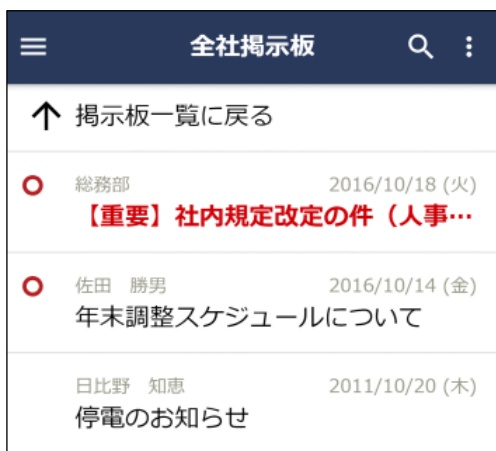 全社掲示板
掲示板一覧に戻る
総務部 2016/10/18 (火)
【重要】社内規定改定の件（人事…
佐田　勝男 2016/10/14 (金)
年末調整スケジュールについて
日比野　知恵 2011/10/20 (木)
停電のお知らせ